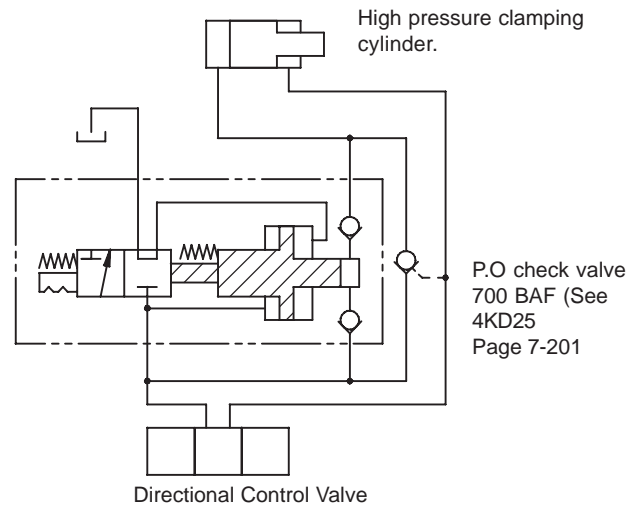 High pressure clamping
cylinder.
P.O check valve
700 BAF (See
4KD25
Page 7-201
Directional Control Valve